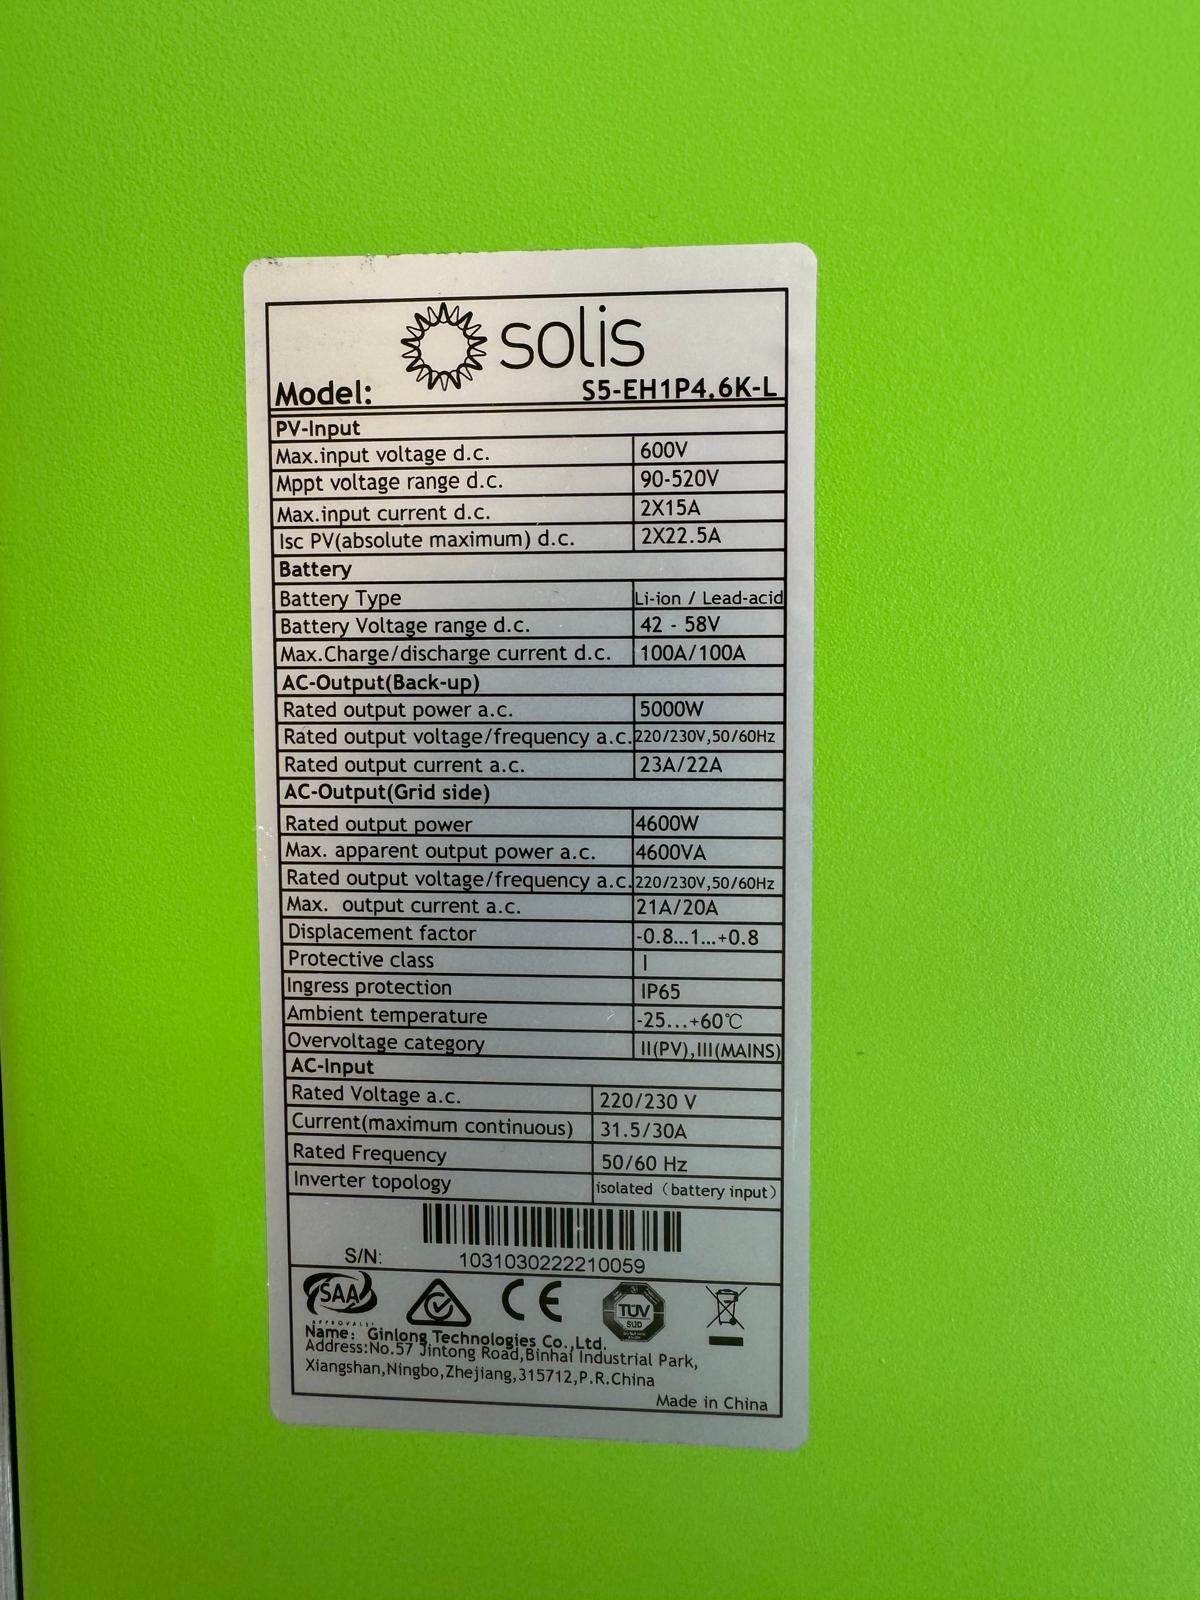 solis
Model: S5-EH1P4.6K-L
PV-Input
Max.input voltage d.c. 600V
Mppt voltage range d.c. 90-520V
Max.input current d.c. 2X15A
Isc PV(absolute maximum) d.c. 2X22.5A
Battery
Battery Type Li-ion / Lead-acid
Battery Voltage range d.c. 42 - 58V
Max.Charge/discharge current d.c. 100A/100A
AC-Output(Back-up)
Rated output power a.c. 5000W
Rated output voltage/frequency a.c. 220/230V,50/60Hz
Rated output current a.c. 23A/22A
AC-Output(Grid side)
Rated output power 4600W
Max. apparent output power a.c. 4600VA
Rated output voltage/frequency a.c. 220/230V,50/60Hz
Max. output current a.c. 21A/20A
Displacement factor -0.8...1...+0.8
Protective class I
Ingress protection IP65
Ambient temperature -25...+60℃
Overvoltage category II(PV),III(MAINS)
AC-Input
Rated Voltage a.c. 220/230 V
Current(maximum continuous) 31.5/30A
Rated Frequency 50/60 Hz
Inverter topology isolated（battery input）
S/N: 1031030222210059
SAA
APPROVALS
CE
TÜV
SÜD
Name: Ginlong Technologies Co.,Ltd.
Address:No.57 Jintong Road,Binhai Industrial Park,
Xiangshan,Ningbo,Zhejiang,315712,P.R.China
Made in China